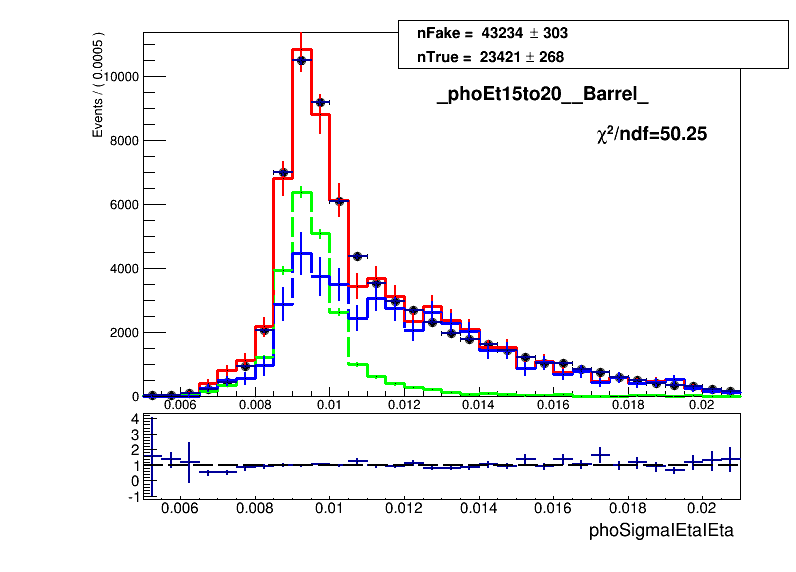 nFake = 43234 ± 303
nTrue = 23421 ± 268
_phoEt15to20__Barrel_
χ²/ndf=50.25
Events / ( 0.0005 )
10000
8000
6000
4000
2000
0
0.006 0.008 0.01 0.012 0.014 0.016 0.018 0.02
4
3
2
1
0
-1
0.006 0.008 0.01 0.012 0.014 0.016 0.018 0.02
phoSigmaIEtaIEta